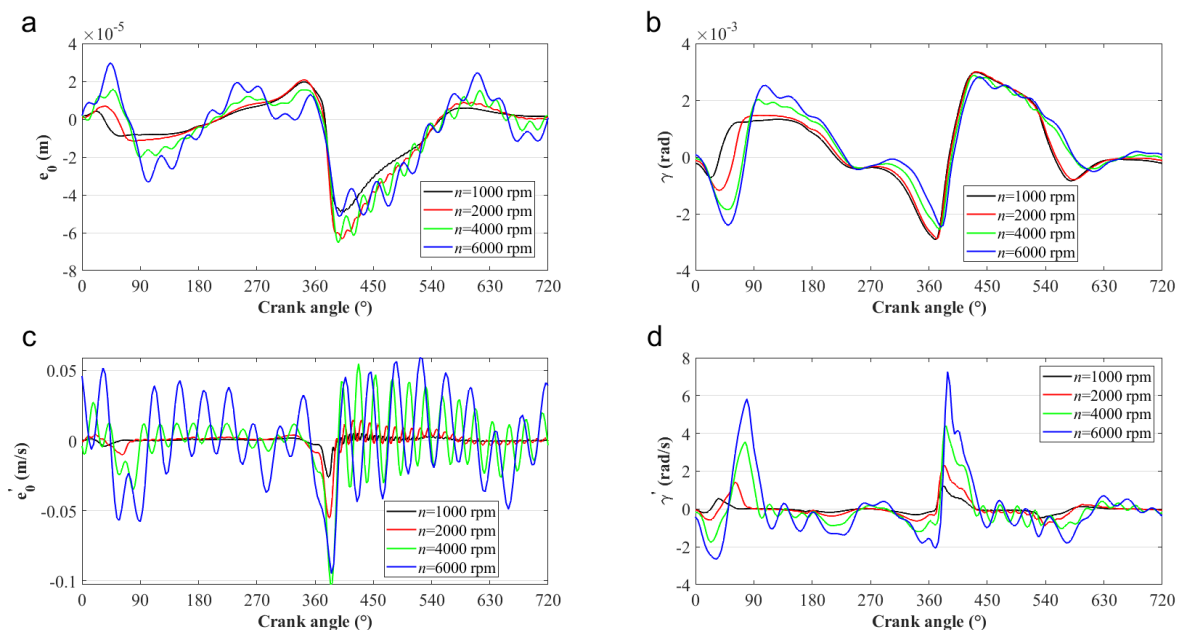 a
×10⁻⁵
4
2
0
-2
-4
-6
-8
e₀ (m)
n=1000 rpm
n=2000 rpm
n=4000 rpm
n=6000 rpm
0 90 180 270 360 450 540 630 720
Crank angle (°)
b
×10⁻³
4
2
0
-2
-4
γ (rad)
n=1000 rpm
n=2000 rpm
n=4000 rpm
n=6000 rpm
0 90 180 270 360 450 540 630 720
Crank angle (°)
c
0.05
0
-0.05
-0.1
e₀' (m/s)
n=1000 rpm
n=2000 rpm
n=4000 rpm
n=6000 rpm
0 90 180 270 360 450 540 630 720
Crank angle (°)
d
8
6
4
2
0
-2
-4
γ' (rad/s)
n=1000 rpm
n=2000 rpm
n=4000 rpm
n=6000 rpm
0 90 180 270 360 450 540 630 720
Crank angle (°)